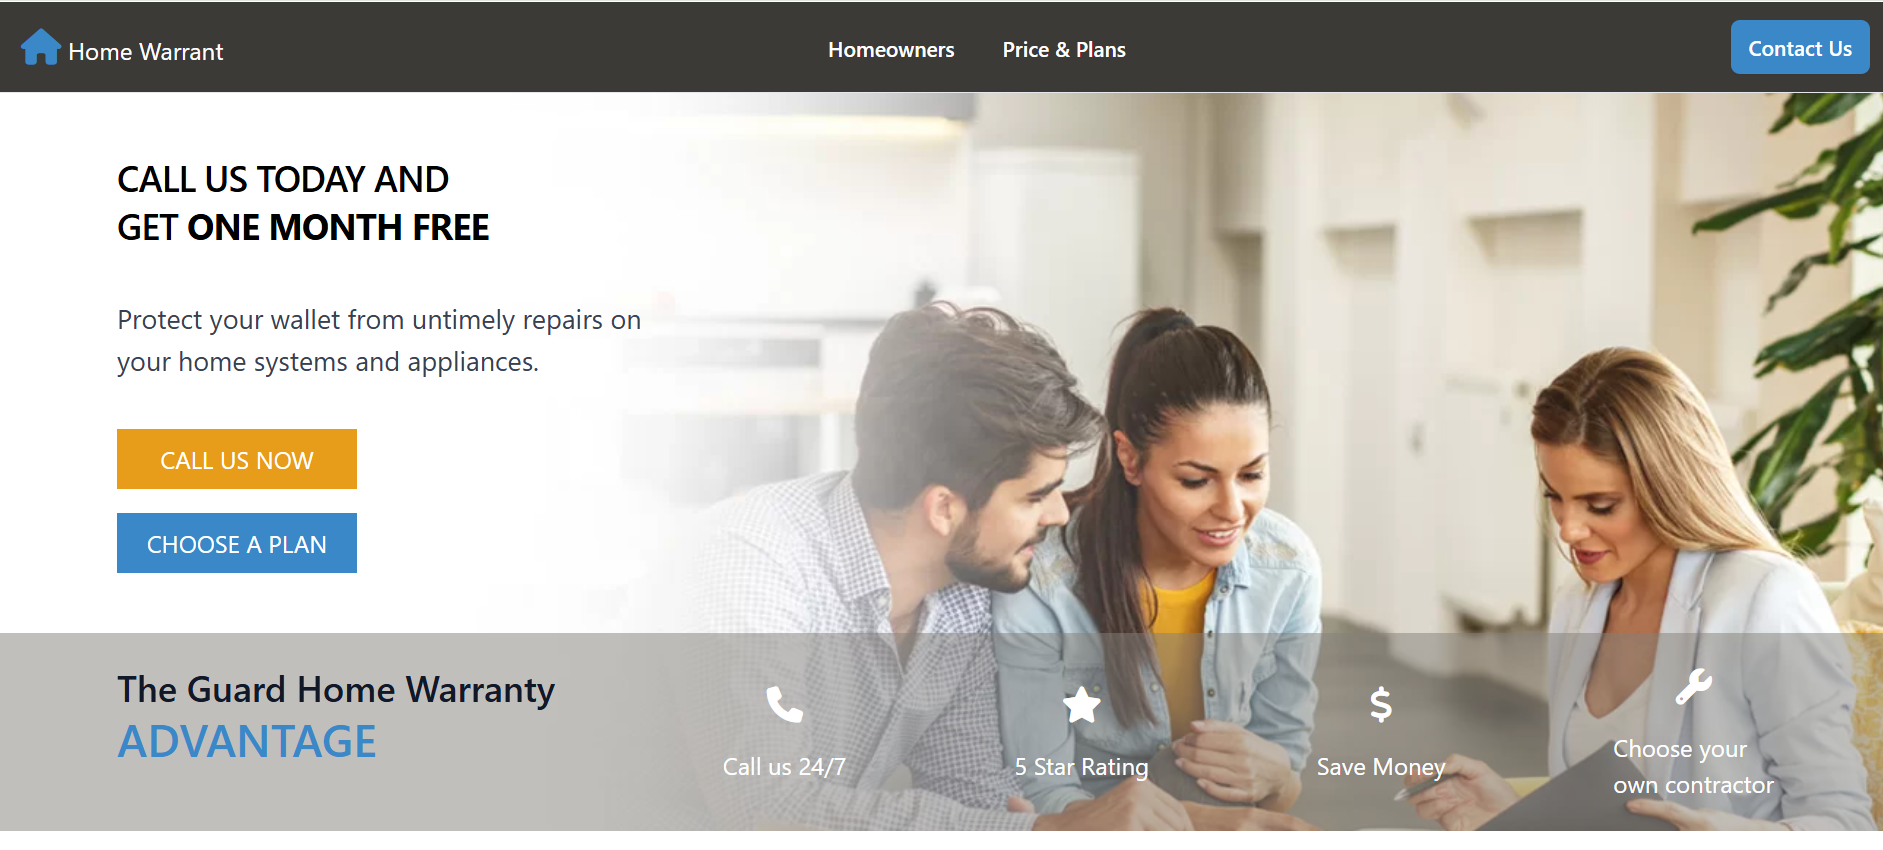 Home Warrant
Homeowners
Price & Plans
Contact Us
CALL US TODAY AND
GET ONE MONTH FREE
Protect your wallet from untimely repairs on
your home systems and appliances.
CALL US NOW
CHOOSE A PLAN
The Guard Home Warranty
ADVANTAGE
Call us 24/7
5 Star Rating
Save Money
Choose your
own contractor